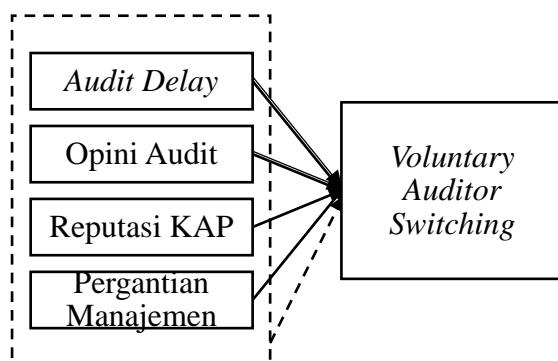 Audit Delay
Opini Audit
Reputasi KAP
Pergantian
Manajemen
Voluntary
Auditor
Switching